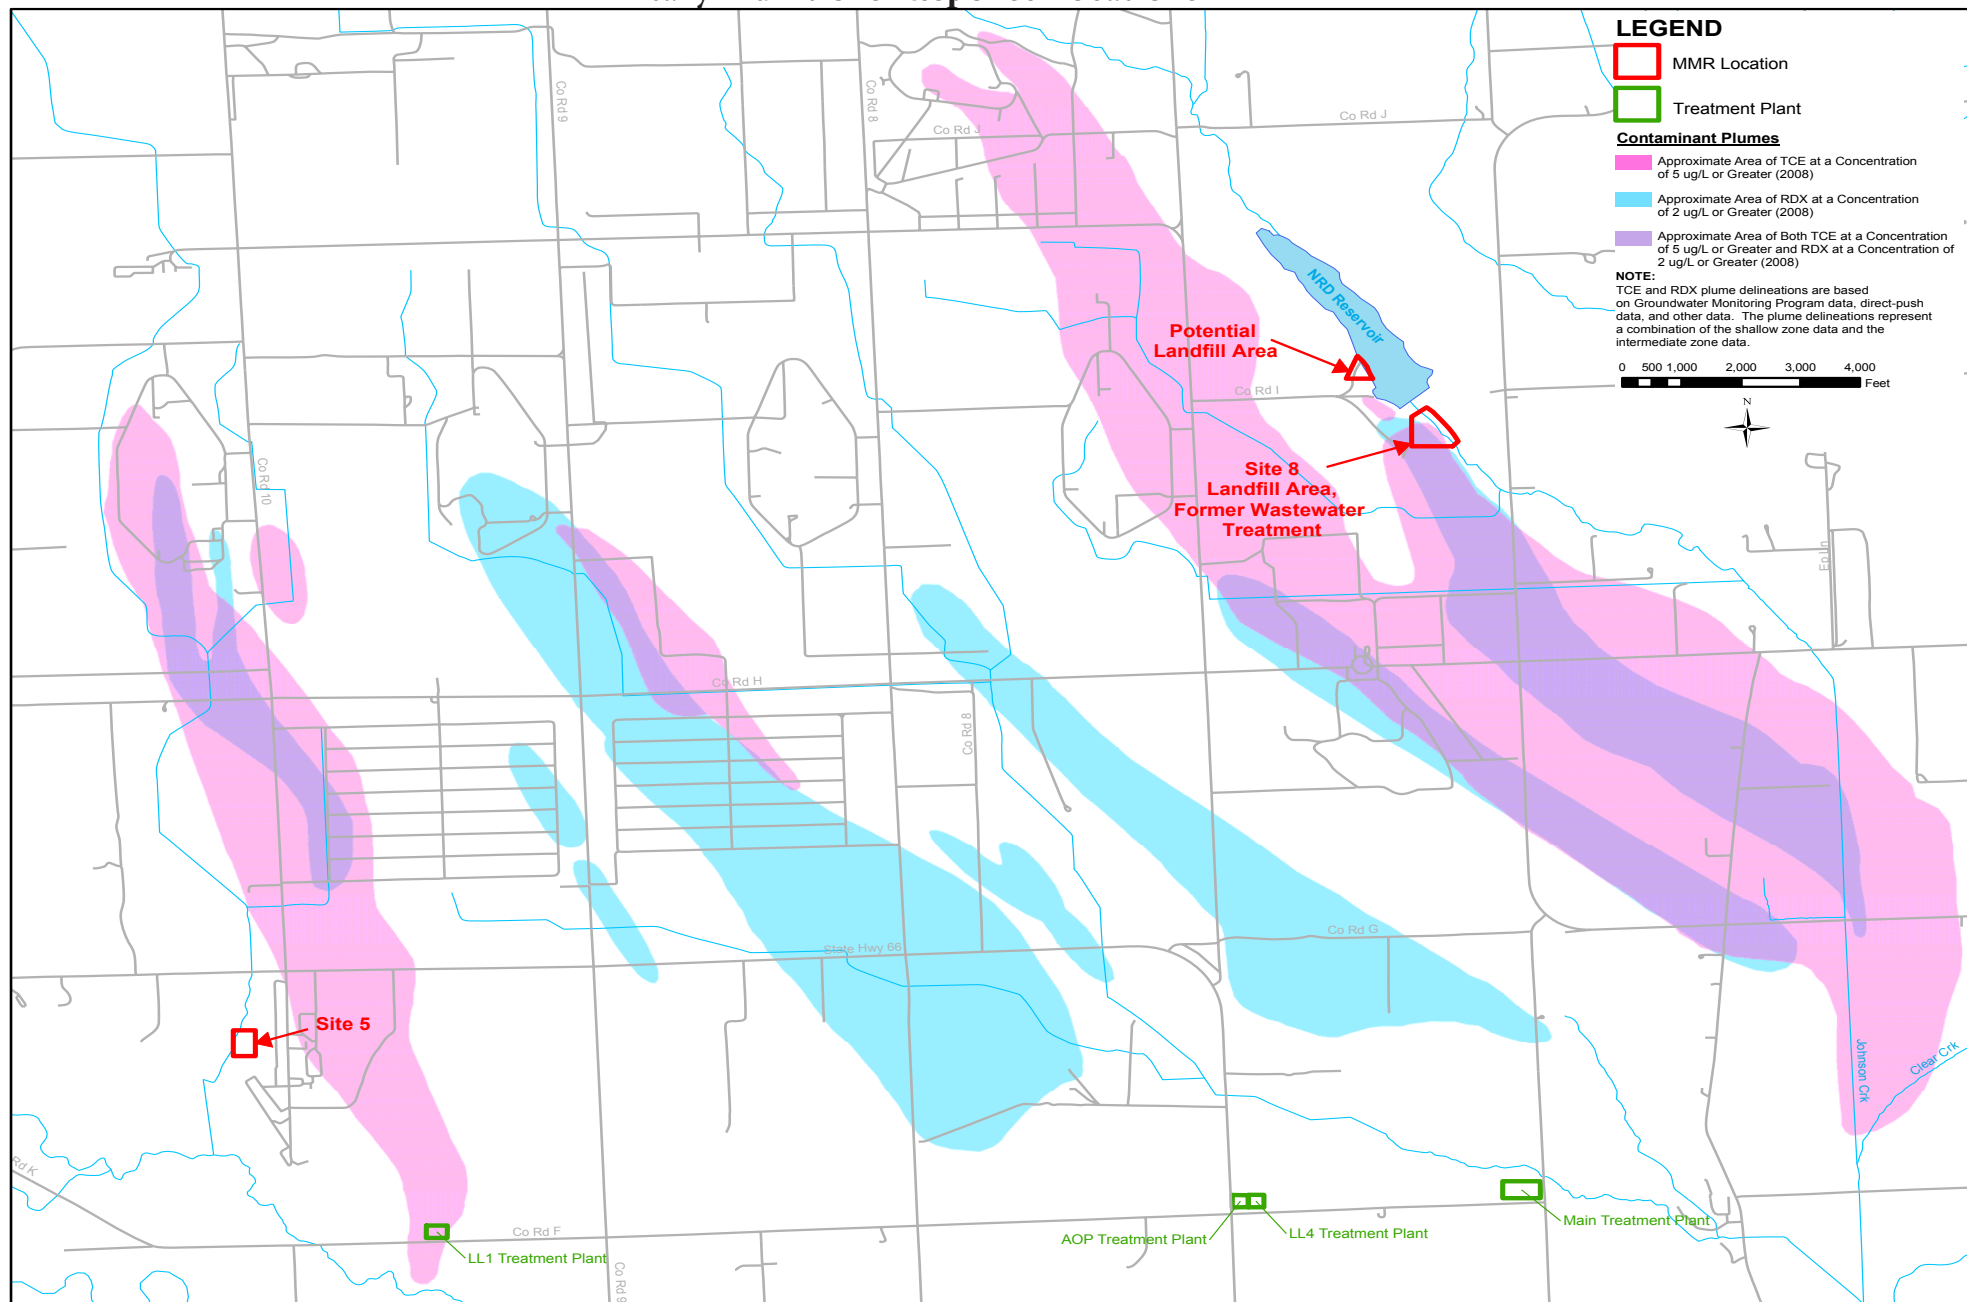 LEGEND
MMR Location
Treatment Plant
Contaminant Plumes
Approximate Area of TCE at a Concentration
of 5 ug/L or Greater (2008)
Approximate Area of RDX at a Concentration
of 2 ug/L or Greater (2008)
Approximate Area of Both TCE at a Concentration
of 5 ug/L or Greater and RDX at a Concentration of
2 ug/L or Greater (2008)
NOTE:
TCE and RDX plume delineations are based
on Groundwater Monitoring Program data, direct-push
data, and other data. The plume delineations represent
a combination of the shallow zone data and the
intermediate zone data.
0 500 1,000 2,000 3,000 4,000
Feet
N
Co Rd 9
Co Rd 8
Co Rd J
Co Rd J
NRD Reservoir
Potential
Landfill Area
Co Rd I
Co Rd 10
Site 8
Landfill Area,
Former Wastewater
Treatment
Ep Ln
Co Rd H
Co Rd 8
State Hwy 66
Co Rd G
Site 5
Johnson Crk
Clear Crk
Rd K
Co Rd F
LL1 Treatment Plant
Co Rd 9
AOP Treatment Plant
LL4 Treatment Plant
Main Treatment Plant